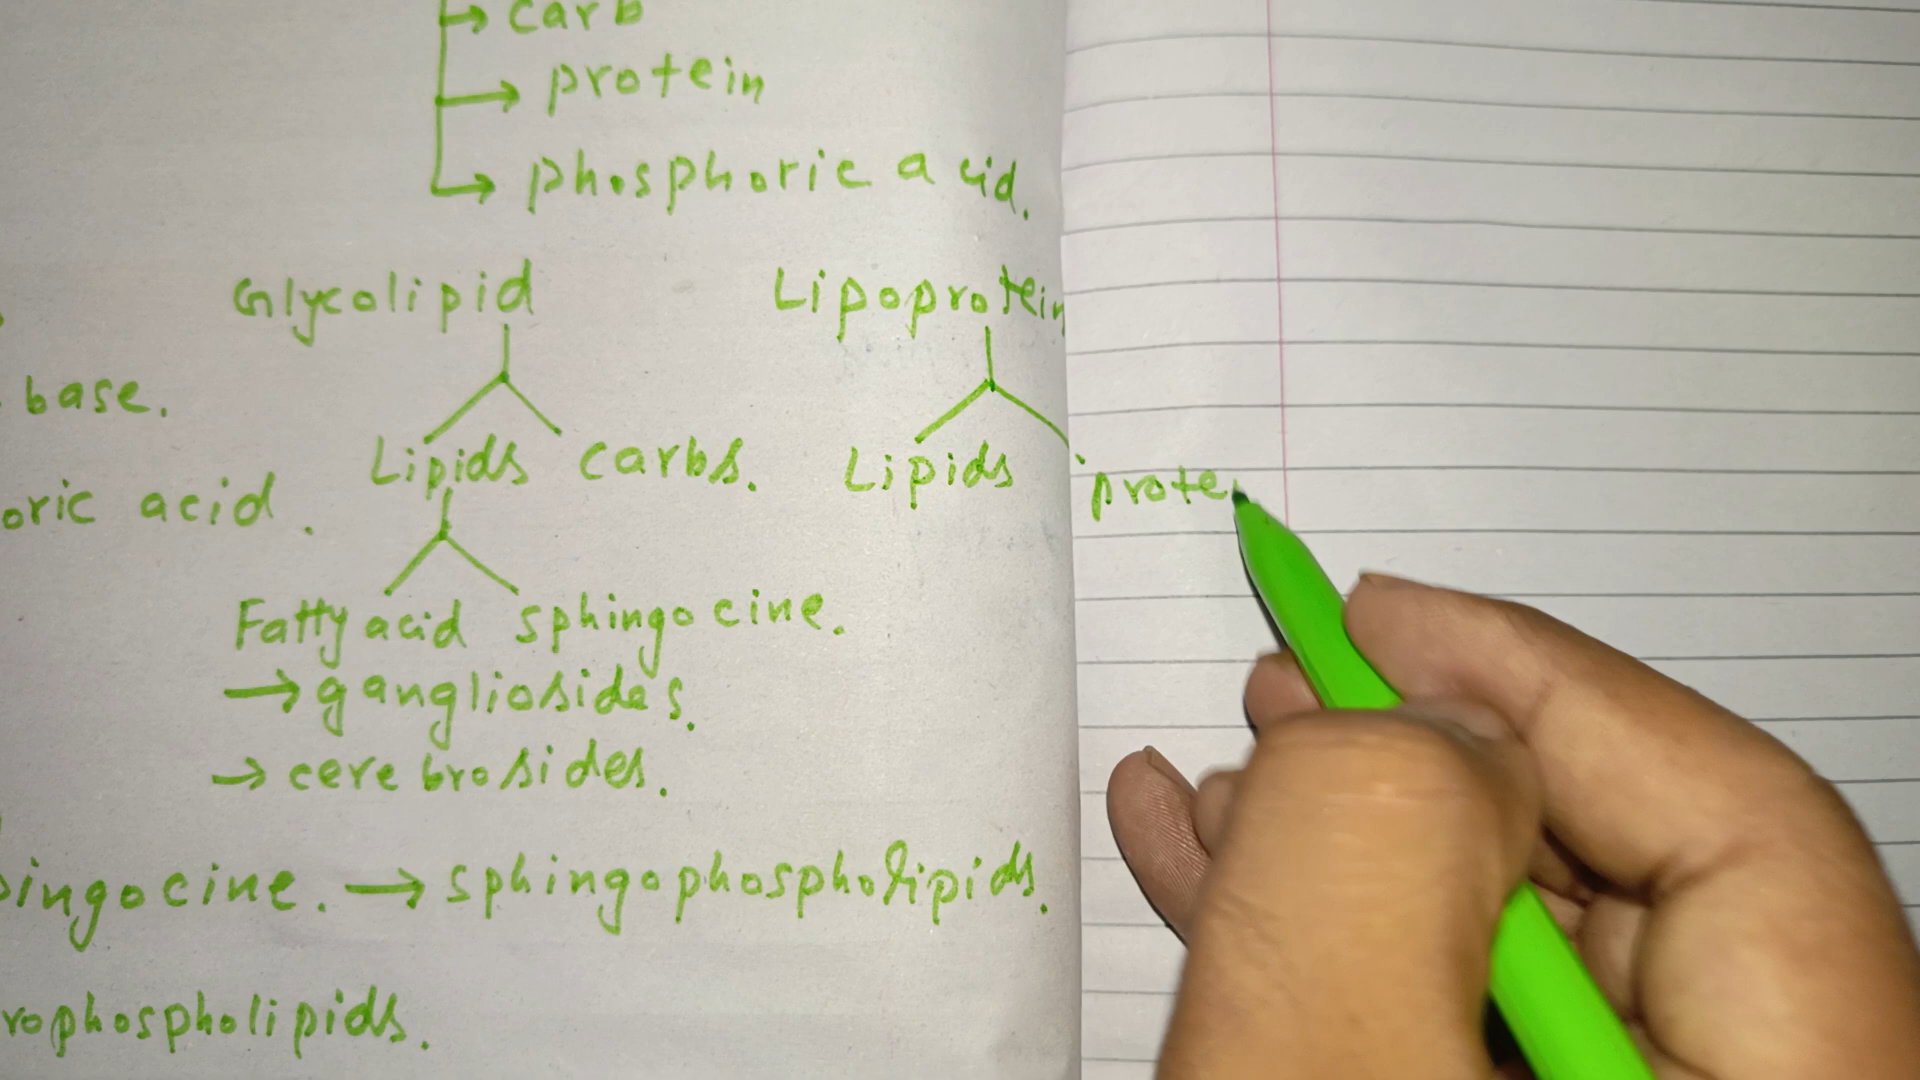 → carb
→ protein
→ phosphoric acid.
Glycolipid Lipoprotein
base.
Lipids carbs. Lipids prote
oric acid.
Fatty acid sphingocine.
→ gangliosides.
→ cerebrosides.
ingocine. → sphingophospholipids.
rophospholipids.